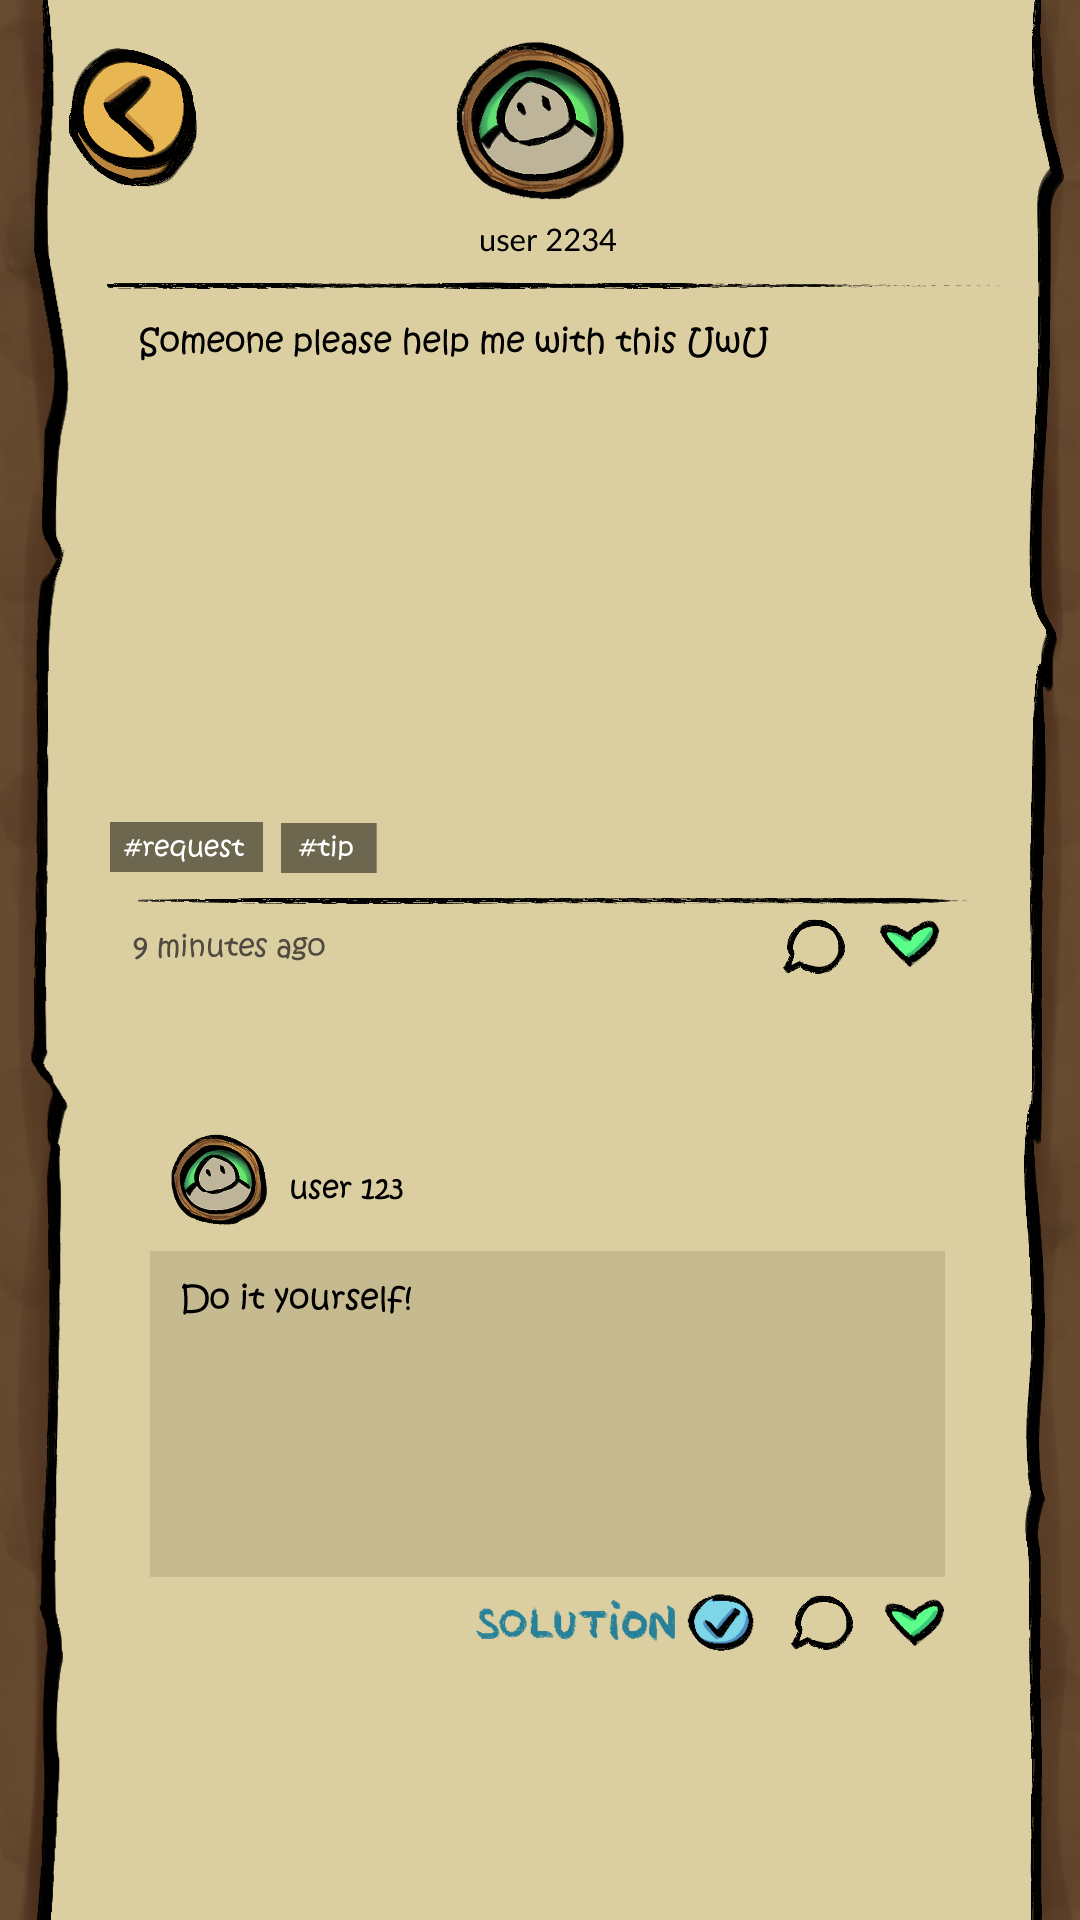 user 2234
Someone please help me with this UwU
#request #tip
9 minutes ago
user 123
Do it yourself!
SOLUTiON